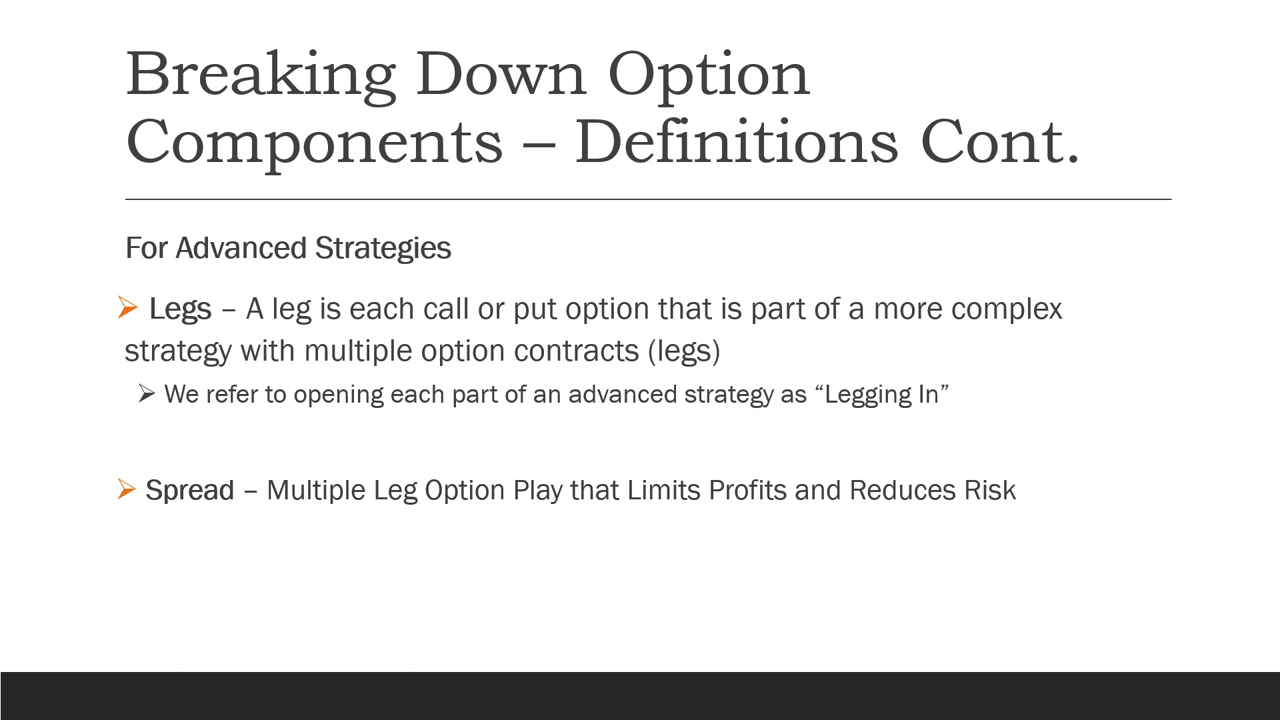 Breaking Down Option
Components – Definitions Cont.
For Advanced Strategies
Legs – A leg is each call or put option that is part of a more complex
strategy with multiple option contracts (legs)
We refer to opening each part of an advanced strategy as “Legging In”
Spread – Multiple Leg Option Play that Limits Profits and Reduces Risk